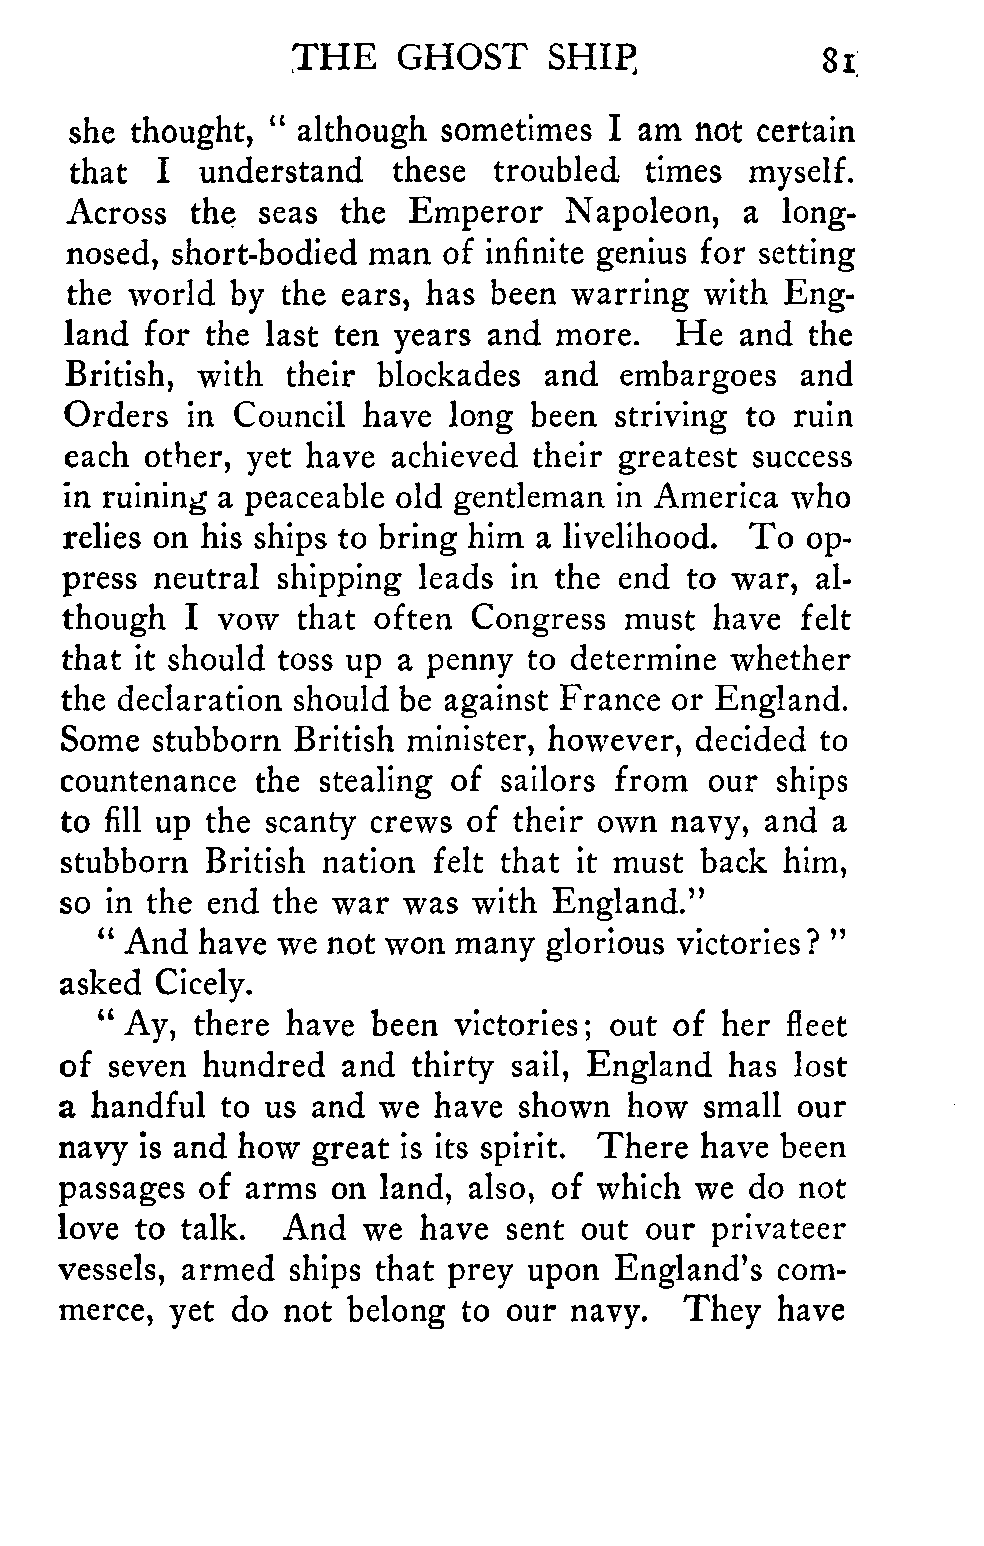 THE GHOST SHIP 81
she thought, “ although sometimes I am not certain
that I understand these troubled times myself.
Across the seas the Emperor Napoleon, a long-
nosed, short-bodied man of infinite genius for setting
the world by the ears, has been warring with Eng-
land for the last ten years and more. He and the
British, with their blockades and embargoes and
Orders in Council have long been striving to ruin
each other, yet have achieved their greatest success
in ruining a peaceable old gentleman in America who
relies on his ships to bring him a livelihood. To op-
press neutral shipping leads in the end to war, al-
though I vow that often Congress must have felt
that it should toss up a penny to determine whether
the declaration should be against France or England.
Some stubborn British minister, however, decided to
countenance the stealing of sailors from our ships
to fill up the scanty crews of their own navy, and a
stubborn British nation felt that it must back him,
so in the end the war was with England.”
“ And have we not won many glorious victories? ”
asked Cicely.
“ Ay, there have been victories; out of her fleet
of seven hundred and thirty sail, England has lost
a handful to us and we have shown how small our
navy is and how great is its spirit. There have been
passages of arms on land, also, of which we do not
love to talk. And we have sent out our privateer
vessels, armed ships that prey upon England's com-
merce, yet do not belong to our navy. They have